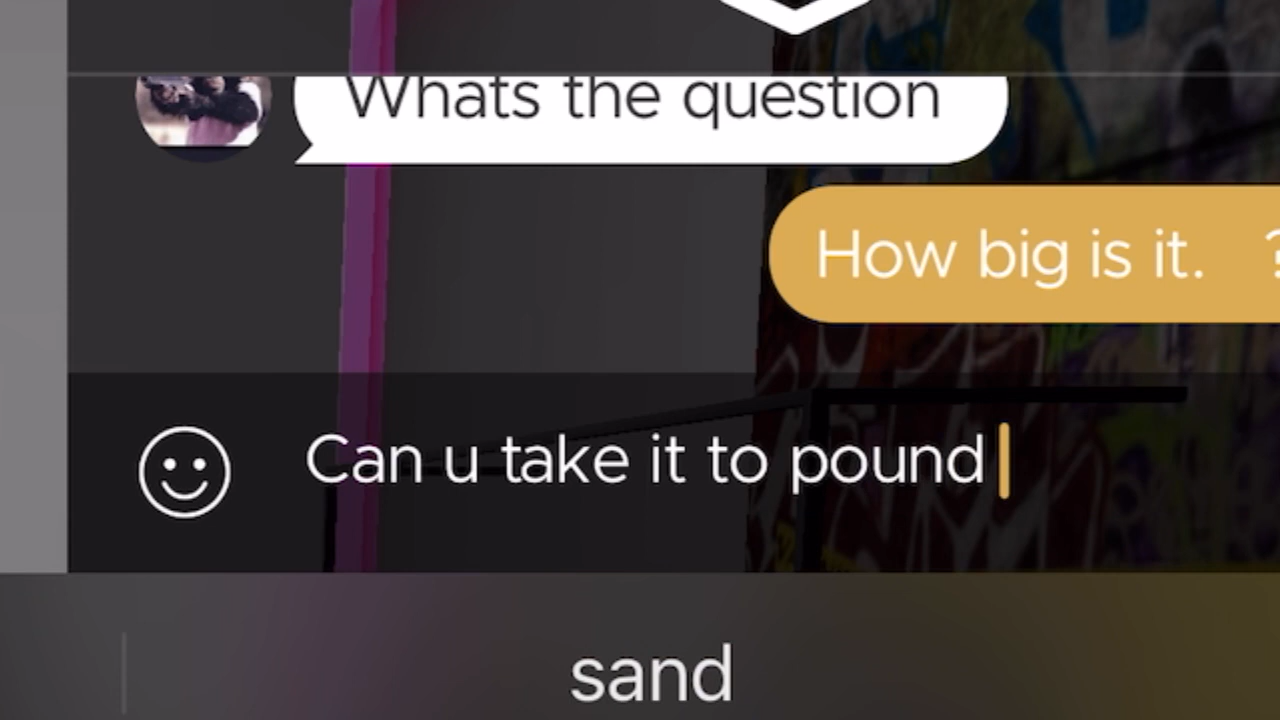 Whats the question
How big is it. ?
Can u take it to pound
sand